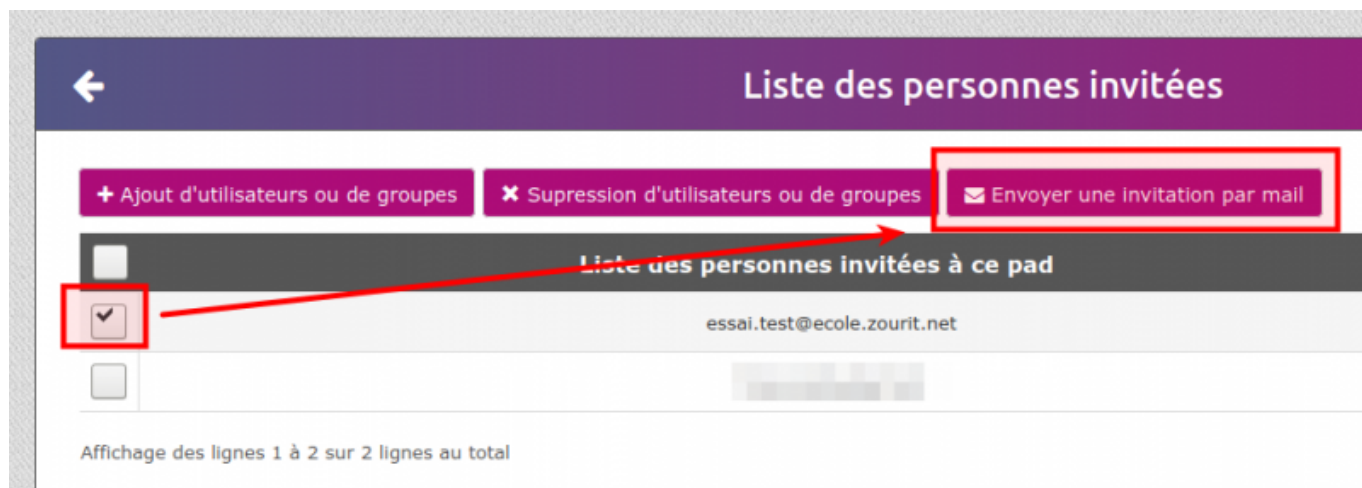 Liste des personnes invitées
Ajout d'utilisateurs ou de groupes
Supression d'utilisateurs ou de groupes
Envoyer une invitation par mail
Liste des personnes invitées à ce pad
essai.test@ecole.zourit.net
Affichage des lignes 1 à 2 sur 2 lignes au total